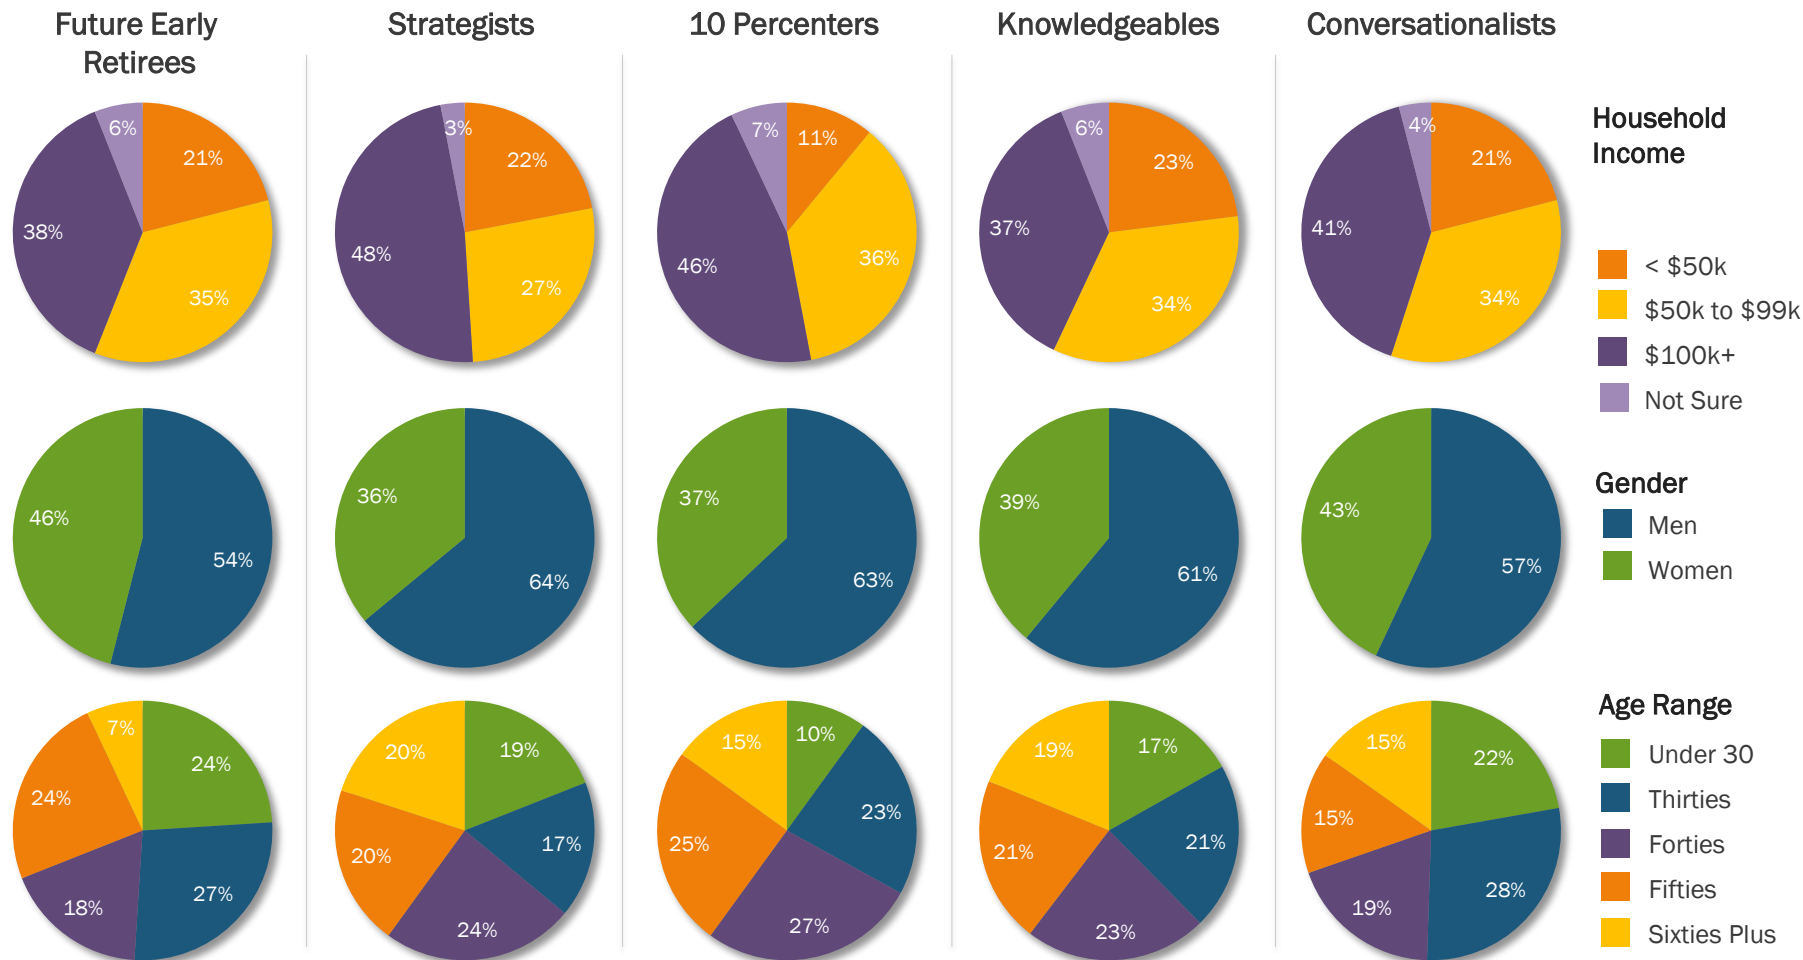 Future Early
Retirees
Strategists
10 Percenters
Knowledgeables
Conversationalists
6%
21%
38%
35%
3%
22%
48%
27%
7%
11%
46%
36%
6%
23%
37%
34%
4%
21%
41%
34%
Household
Income
< $50k
$50k to $99k
$100k+
Not Sure
46%
54%
36%
64%
37%
63%
39%
61%
43%
57%
Gender
Men
Women
7%
24%
24%
18%
27%
20%
19%
20%
17%
24%
15%
10%
25%
23%
27%
19%
17%
21%
21%
23%
15%
22%
15%
19%
28%
Age Range
Under 30
Thirties
Forties
Fifties
Sixties Plus